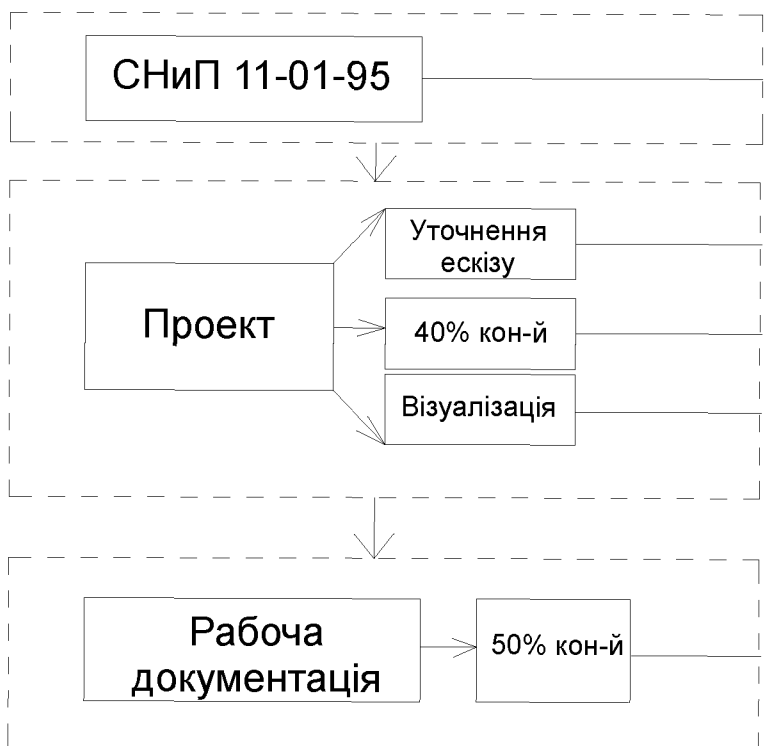 СНиП 11-01-95
Уточнення
ескізу
Проект
40% кон-й
Візуалізація
Рабоча
документація
50% кон-й